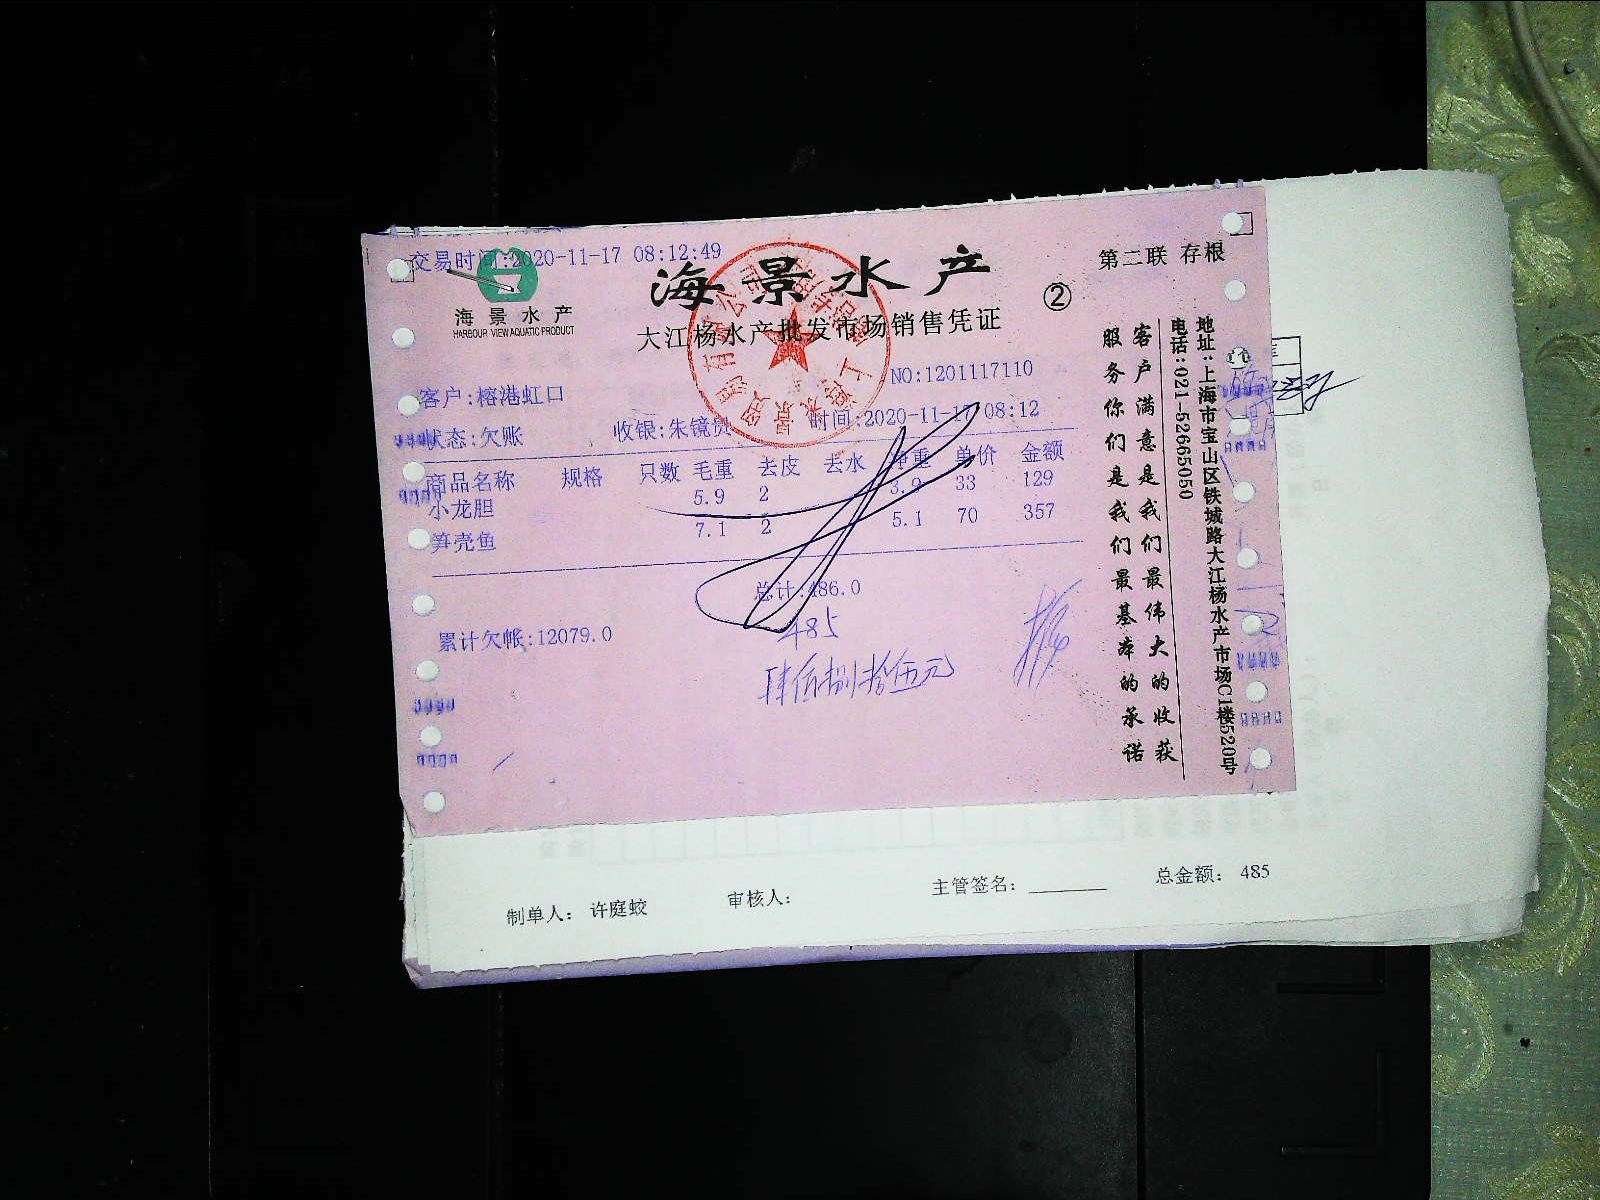 交易时间:2020-11-17 08:12:49
海景水产
第二联 存根
海景水产
HARBOUR VIEW AQUATIC PRODUCT
大江杨水产批发市场销售凭证
②
NO:1201117110
客户:榕港虹口
状态:欠账 收银:朱镜贵 时间:2020-11-17 08:12
商品名称 规格 只数 毛重 去皮 去水 净重 单价 金额
小龙胆 5.9 2 3.9 33 129
笋壳鱼 7.1 2 5.1 70 357
总计:486.0
485
累计欠帐:12079.0
肆佰捌拾伍元
客户满意是我们最伟大的收获
服务你们是我们最基本的承诺
地址:上海市宝山区铁城路大江杨水产市场C1楼520号
电话:021-52665050
制单人: 许庭蛟 审核人: 主管签名: 总金额: 485